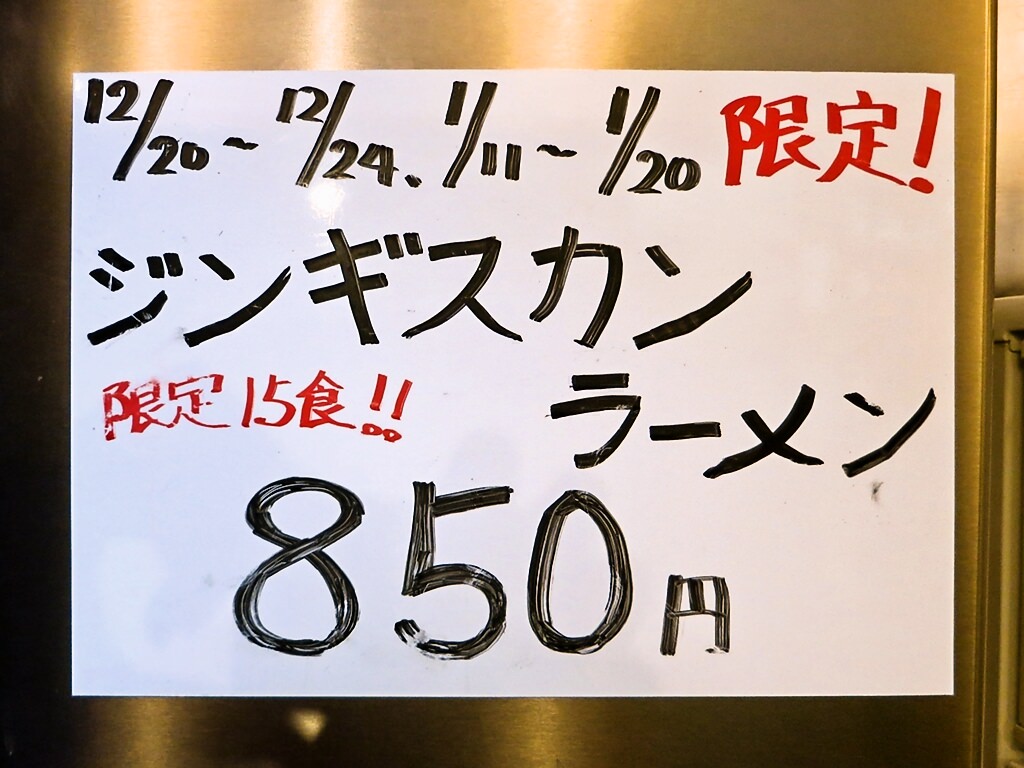 12/20~12/24、1/11~1/20 限定!
ジンギスカン
限定15食!! ラーメン
850円